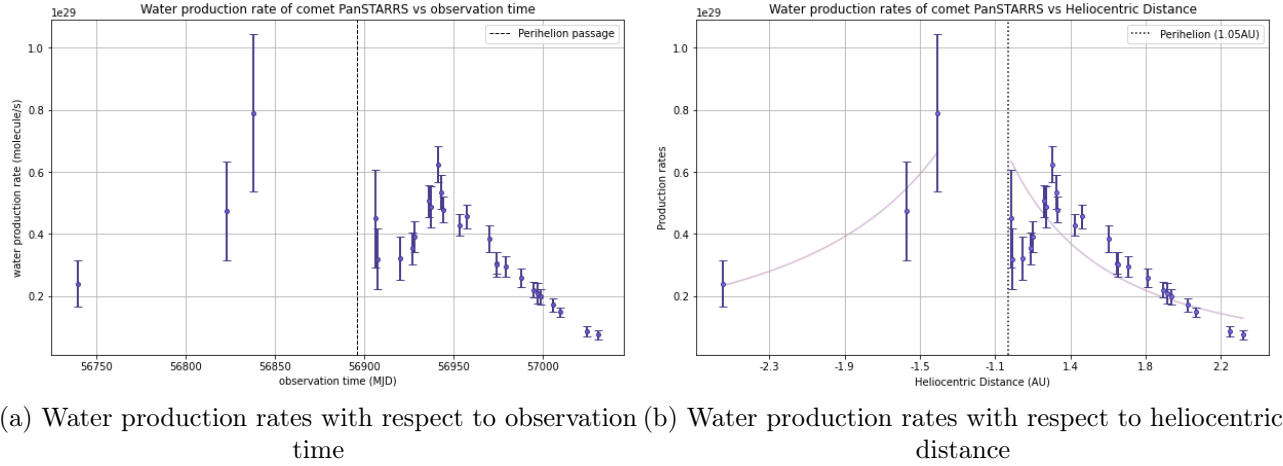 Water production rate of comet PanSTARRS vs observation time
1e29
Perihelion passage
1.0
0.8
0.6
0.4
0.2
water production rate (molecule/s)
56750
56800
56850
56900
56950
57000
observation time (MJD)
Water production rates of comet PanSTARRS vs Heliocentric Distance
1e29
Perihelion (1.05AU)
1.0
0.8
0.6
0.4
0.2
Production rates
-2.3
-1.9
-1.4
-1.1
1.4
1.8
2.2
Heliocentric Distance (AU)
(a) Water production rates with respect to observation
time
(b) Water production rates with respect to heliocentric
distance